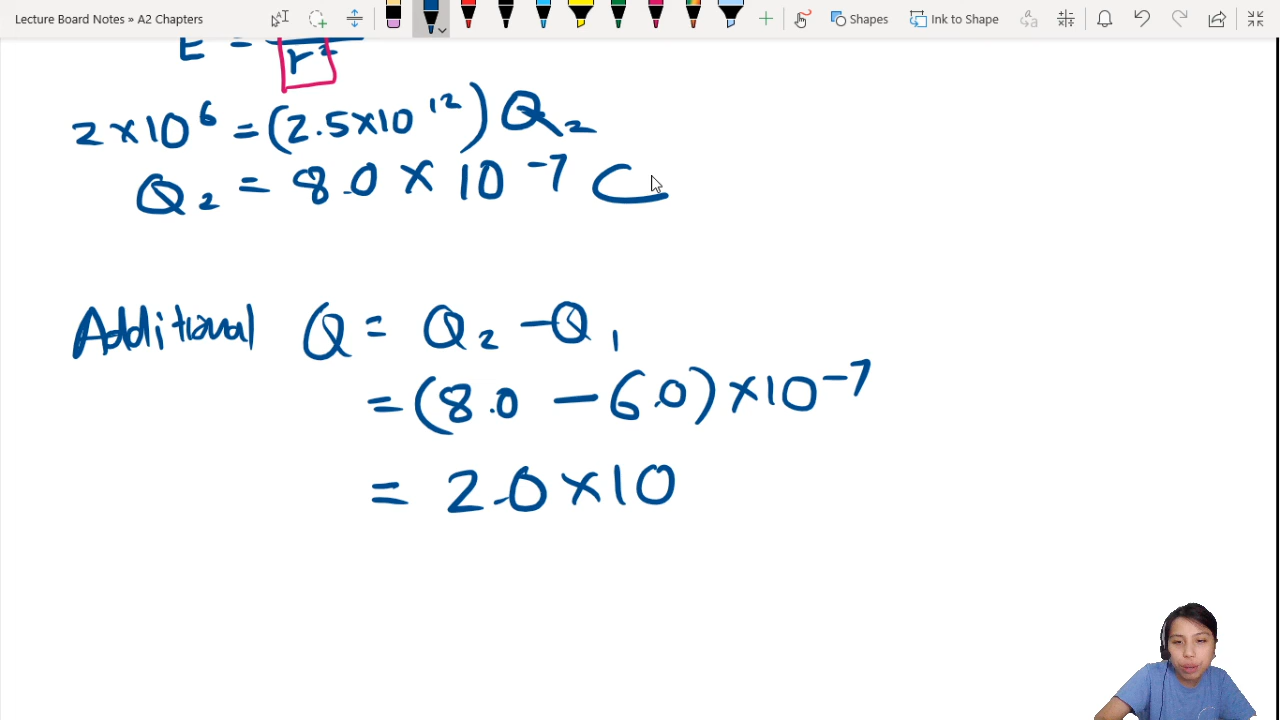 Lecture Board Notes » A2 Chapters
Shapes
Ink to Shape
E = r²
2 × 10⁶ = (2.5×10¹²) Q₂
Q₂ = 8.0 × 10⁻⁷ C
Additional Q = Q₂ - Q₁
= (8.0 - 6.0) × 10⁻⁷
= 2.0 × 10